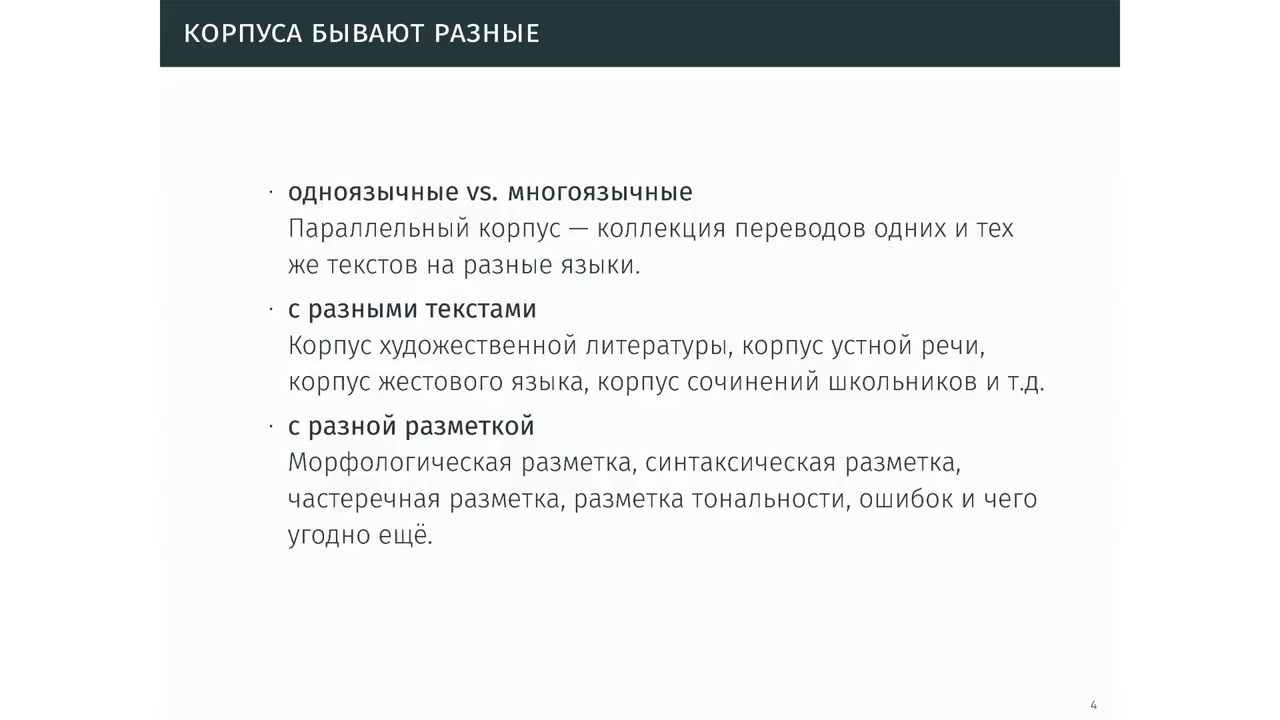 КОРПУСА БЫВАЮТ РАЗНЫЕ
· одноязычные vs. многоязычные
Параллельный корпус — коллекция переводов одних и тех
же текстов на разные языки.
· с разными текстами
Корпус художественной литературы, корпус устной речи,
корпус жестового языка, корпус сочинений школьников и т.д.
· с разной разметкой
Морфологическая разметка, синтаксическая разметка,
частеречная разметка, разметка тональности, ошибок и чего
угодно ещё.
4